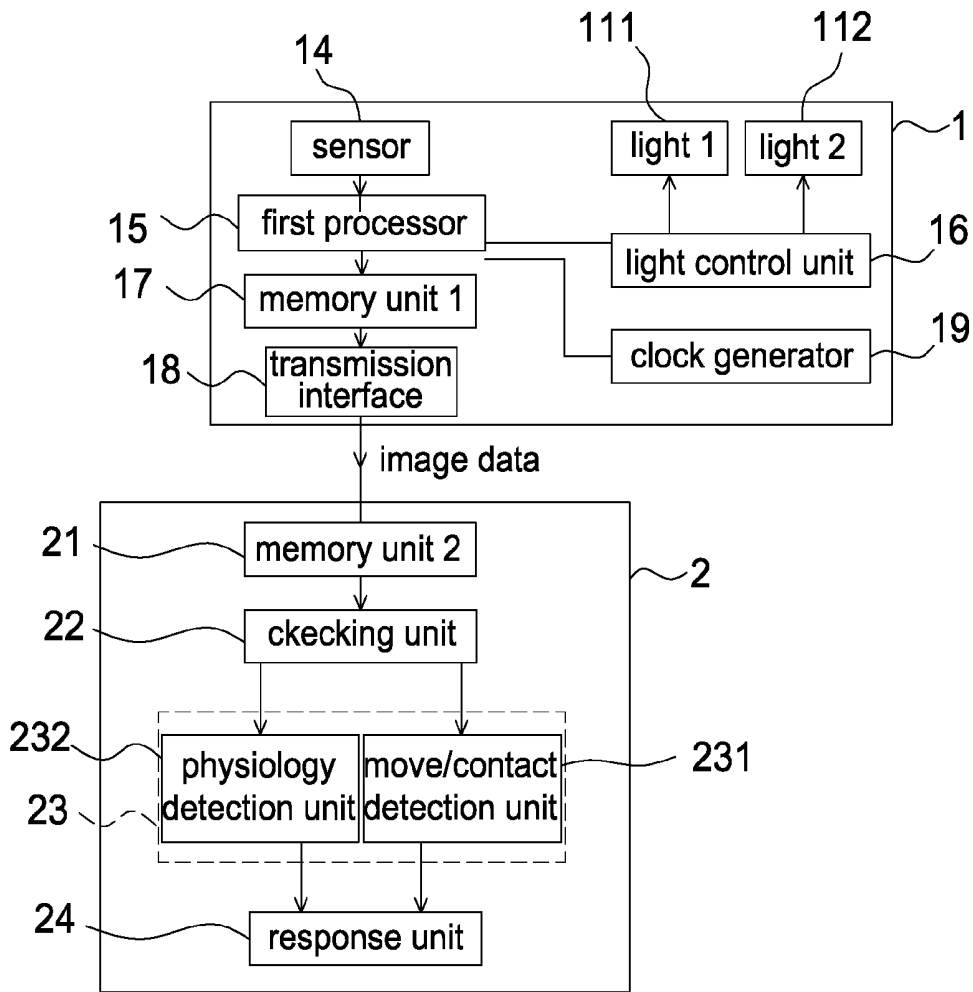 111
112
14
1
sensor
light 1
light 2
15
first processor
16
light control unit
17
memory unit 1
19
clock generator
18
transmission
interface
image data
21
memory unit 2
2
22
ckecking unit
232
231
physiology
detection unit
move/contact
detection unit
23
24
response unit